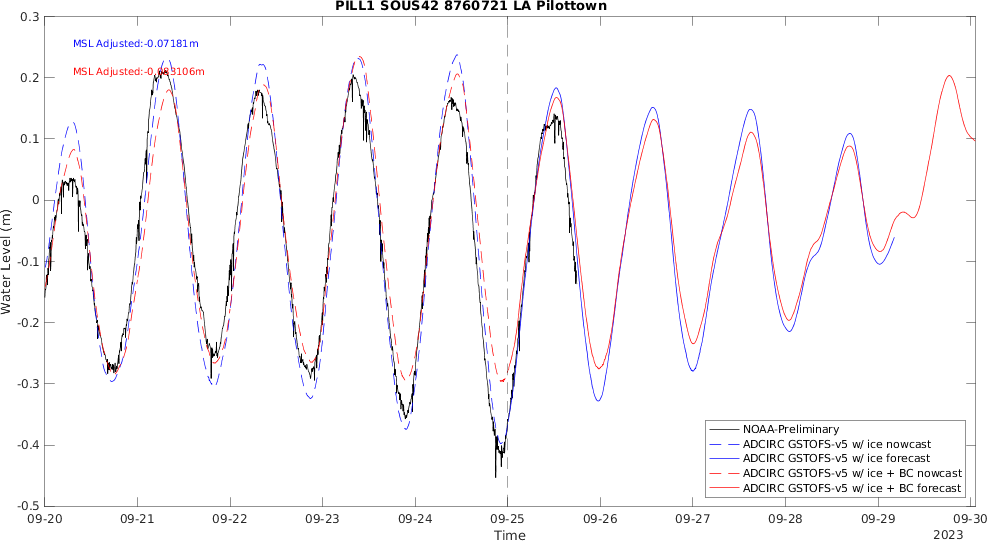 PILL1 SOUS42 8760721 LA Pilottown
MSL Adjusted:-0.07181m
MSL Adjusted:-0.083106m
0.3
0.2
0.1
0
-0.1
-0.2
-0.3
-0.4
-0.5
Water Level (m)
NOAA-Preliminary
ADCIRC GSTOFS-v5 w/ ice nowcast
ADCIRC GSTOFS-v5 w/ ice forecast
ADCIRC GSTOFS-v5 w/ ice + BC nowcast
ADCIRC GSTOFS-v5 w/ ice + BC forecast
09-20 09-21 09-22 09-23 09-24 09-25 09-26 09-27 09-28 09-29 09-30
Time
2023